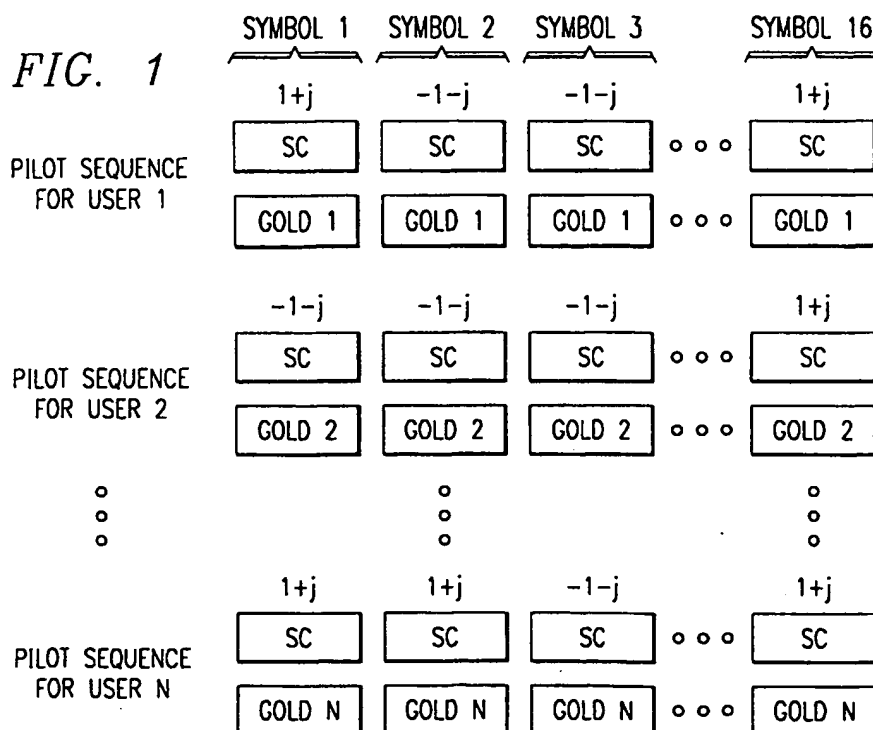 SYMBOL 1 SYMBOL 2 SYMBOL 3 SYMBOL 16
FIG. 1
1+j -1-j -1-j 1+j
SC SC SC SC
PILOT SEQUENCE
FOR USER 1
GOLD 1 GOLD 1 GOLD 1 GOLD 1
-1-j -1-j -1-j 1+j
SC SC SC SC
PILOT SEQUENCE
FOR USER 2
GOLD 2 GOLD 2 GOLD 2 GOLD 2
1+j 1+j -1-j 1+j
SC SC SC SC
PILOT SEQUENCE
FOR USER N
GOLD N GOLD N GOLD N GOLD N